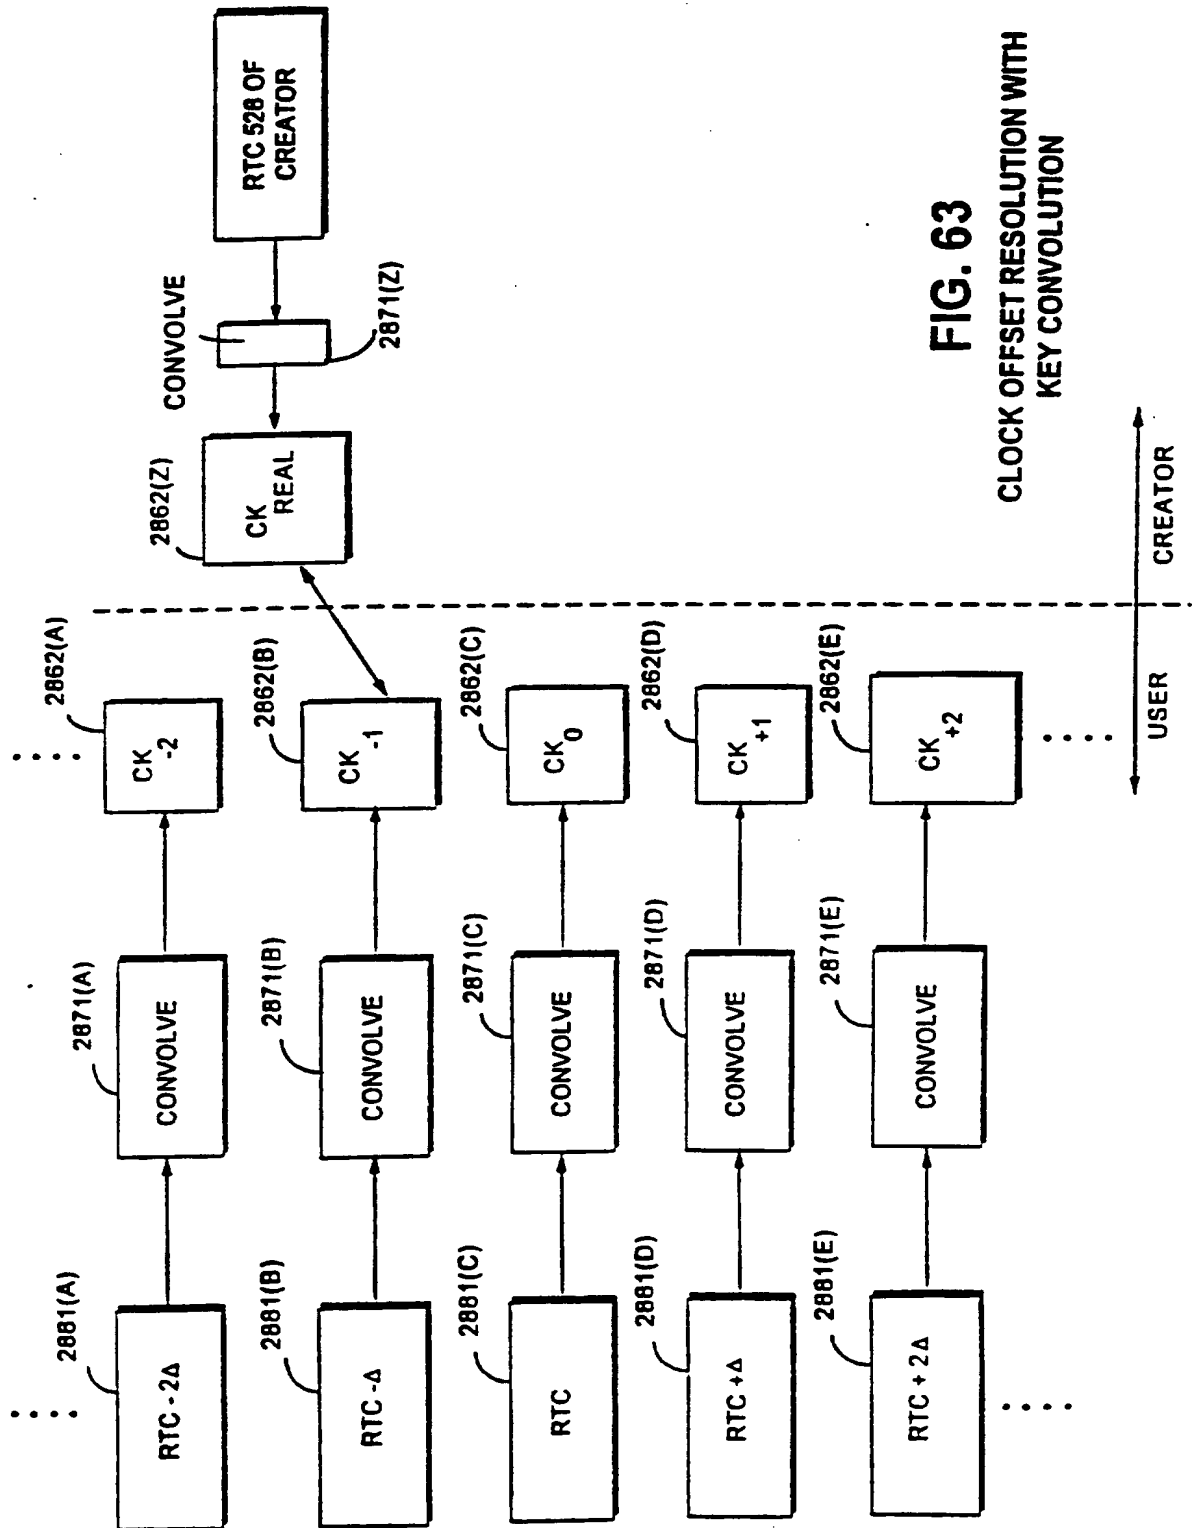 2881(A)
RTC - 2Δ
2871(A)
CONVOLVE
2862(A)
CK -2
2881(B)
RTC -Δ
2871(B)
CONVOLVE
2862(B)
CK -1
2881(C)
RTC
2871(C)
CONVOLVE
2862(C)
CK 0
2881(D)
RTC +Δ
2871(D)
CONVOLVE
2862(D)
CK +1
2881(E)
RTC + 2Δ
2871(E)
CONVOLVE
2862(E)
CK +2
2862(Z)
CK REAL
CONVOLVE
2871(Z)
RTC 528 OF
CREATOR
USER
CREATOR
FIG. 63
CLOCK OFFSET RESOLUTION WITH
KEY CONVOLUTION